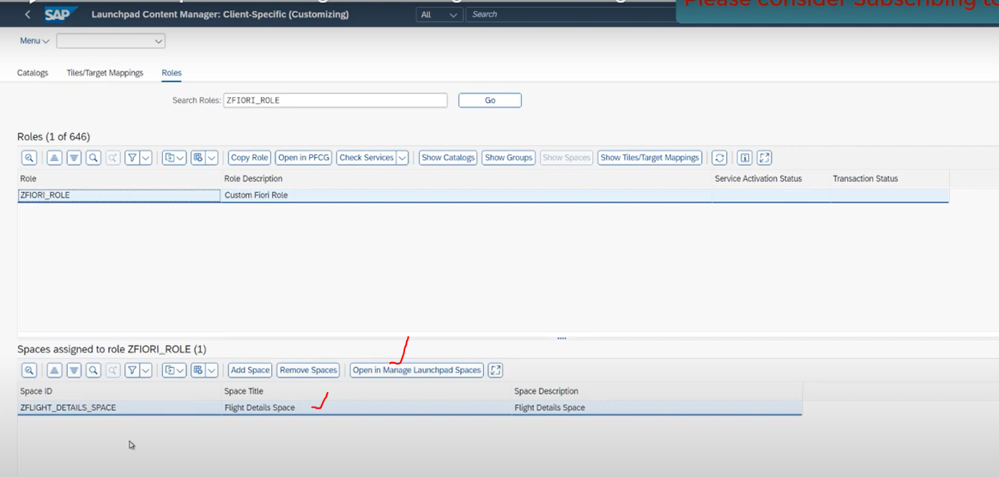 SAP Launchpad Content Manager: Client-Specific (Customizing) All Search
Please consider Subscribing to
Menu
Catalogs Tiles/Target Mappings Roles
Search Roles: ZFIORI_ROLE Go
Roles (1 of 646)
Copy Role Open in PFCG Check Services Show Catalogs Show Groups Show Spaces Show Tiles/Target Mappings
Role Role Description Service Activation Status Transaction Status
ZFIORI_ROLE Custom Fiori Role
Spaces assigned to role ZFIORI_ROLE (1)
Add Space Remove Spaces Open in Manage Launchpad Spaces
Space ID Space Title Space Description
ZFLIGHT_DETAILS_SPACE Flight Details Space Flight Details Space